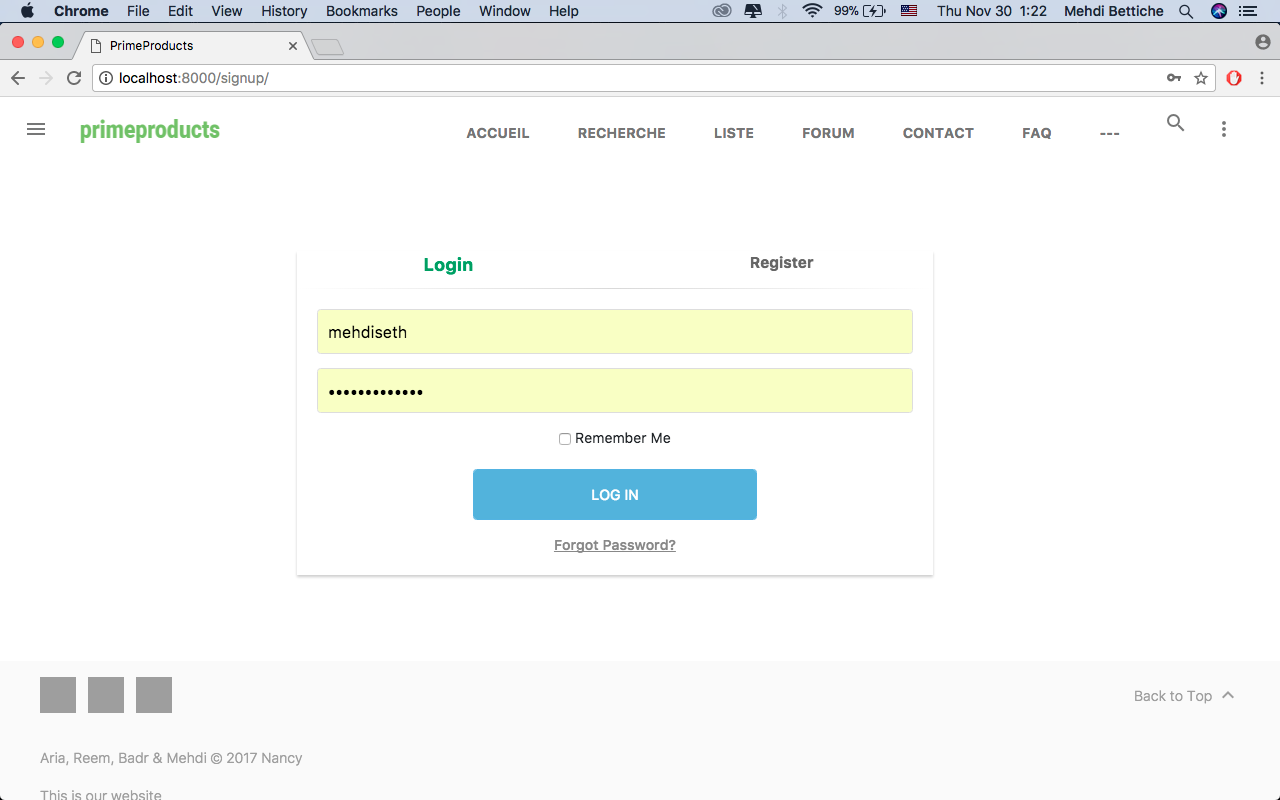 Chrome File Edit View History Bookmarks People Window Help 99% Thu Nov 30 1:22 Mehdi Bettiche
PrimeProducts
localhost:8000/signup/
primeproducts ACCUEIL RECHERCHE LISTE FORUM CONTACT FAQ ---
Login Register
mehdiseth
•••••••••••••
Remember Me
LOG IN
Forgot Password?
Back to Top
Aria, Reem, Badr & Mehdi © 2017 Nancy
This is our website